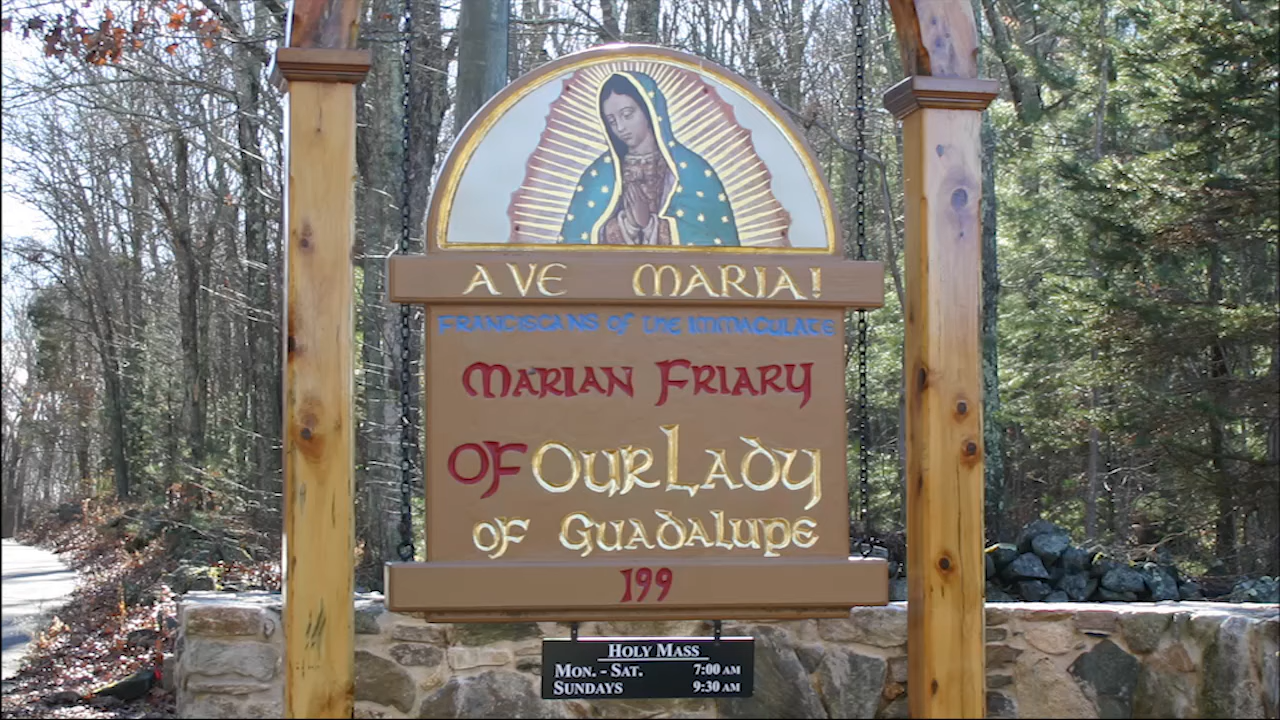 AVE MARIA!
FRANCISCANS OF THE IMMACULATE
MARIAN FRIARY
OF OUR LADY
OF GUADALUPE
199
HOLY MASS
MON. - SAT. 7:00 AM
SUNDAYS 9:30 AM